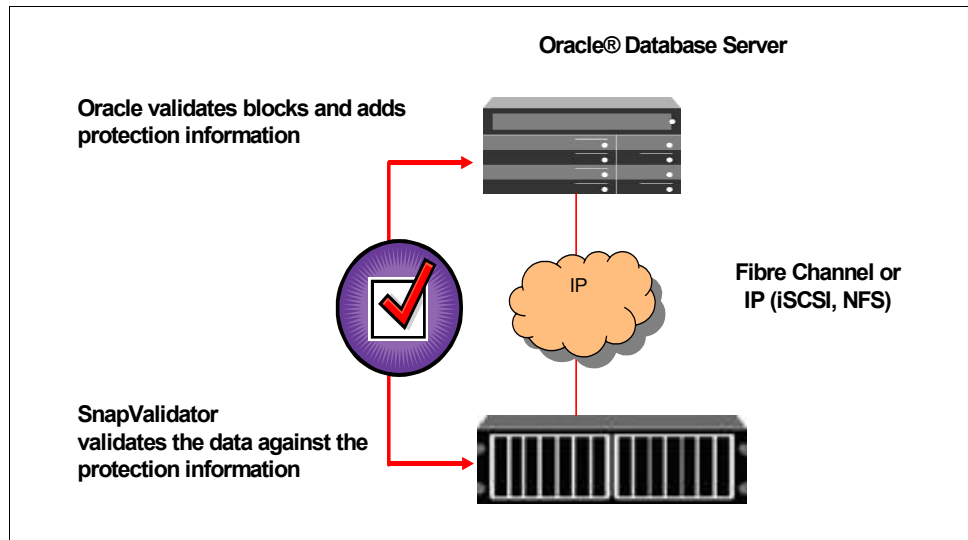 Oracle® Database Server
Oracle validates blocks and adds
protection information
IP
Fibre Channel or
IP (iSCSI, NFS)
SnapValidator
validates the data against the
protection information